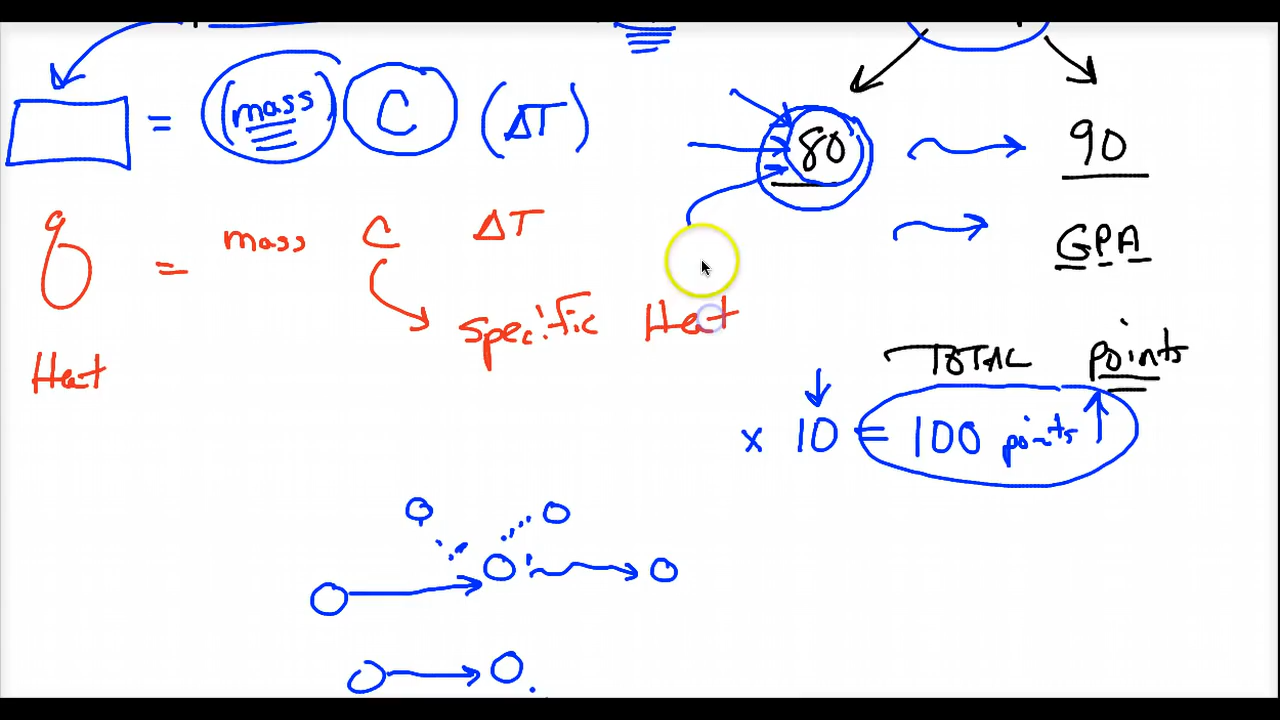 = (mass) C (ΔT)
80
90
GPA
q = mass C ΔT
Heat
specific Heat
TOTAL points
x 10 = 100 points